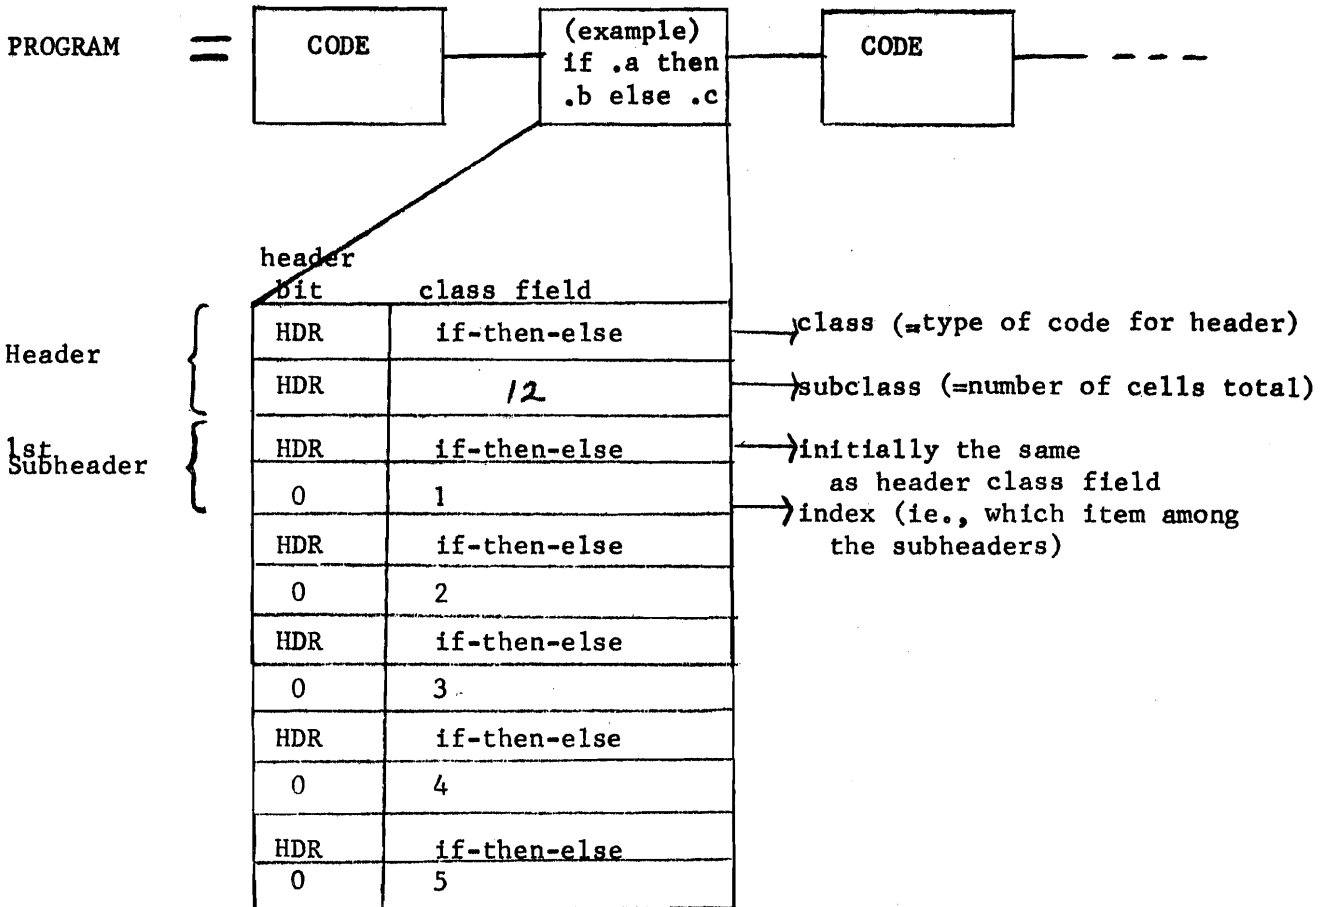 PROGRAM = CODE (example) CODE
if .a then
.b else .c
header
bit class field
HDR if-then-else class (=type of code for header)
Header
HDR 12 subclass (=number of cells total)
1st
Subheader
HDR if-then-else initially the same
as header class field
0 1 index (ie., which item among
the subheaders)
HDR if-then-else
0 2
HDR if-then-else
0 3
HDR if-then-else
0 4
HDR if-then-else
0 5